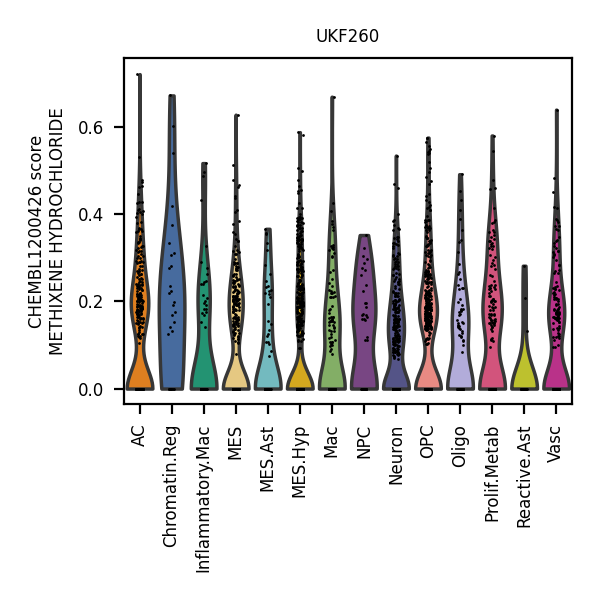 UKF260
CHEMBL1200426 score
METHIXENE HYDROCHLORIDE
0.6
0.4
0.2
0.0
AC
Chromatin.Reg
Inflammatory.Mac
MES
MES.Ast
MES.Hyp
Mac
NPC
Neuron
OPC
Oligo
Prolif.Metab
Reactive.Ast
Vasc